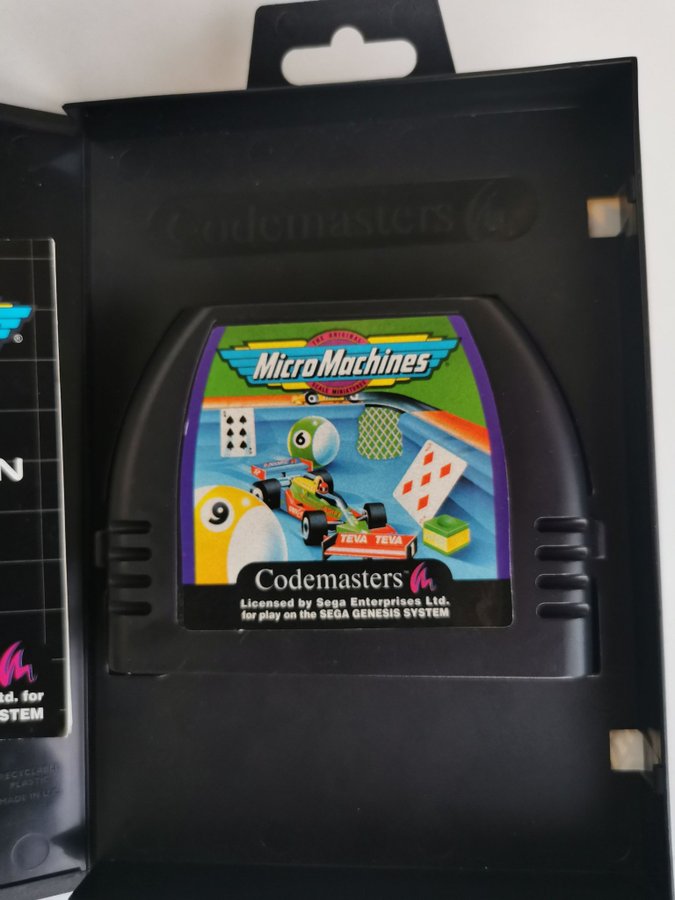 Codemasters
THE ORIGINAL
Micro Machines
SCALE MINIATURES
®
N
6
9
TEVA TEVA
Codemasters™
Licensed by Sega Enterprises Ltd.
for play on the SEGA GENESIS SYSTEM
td. for
STEM
RECYCLABLE
PLASTIC
MADE IN U.